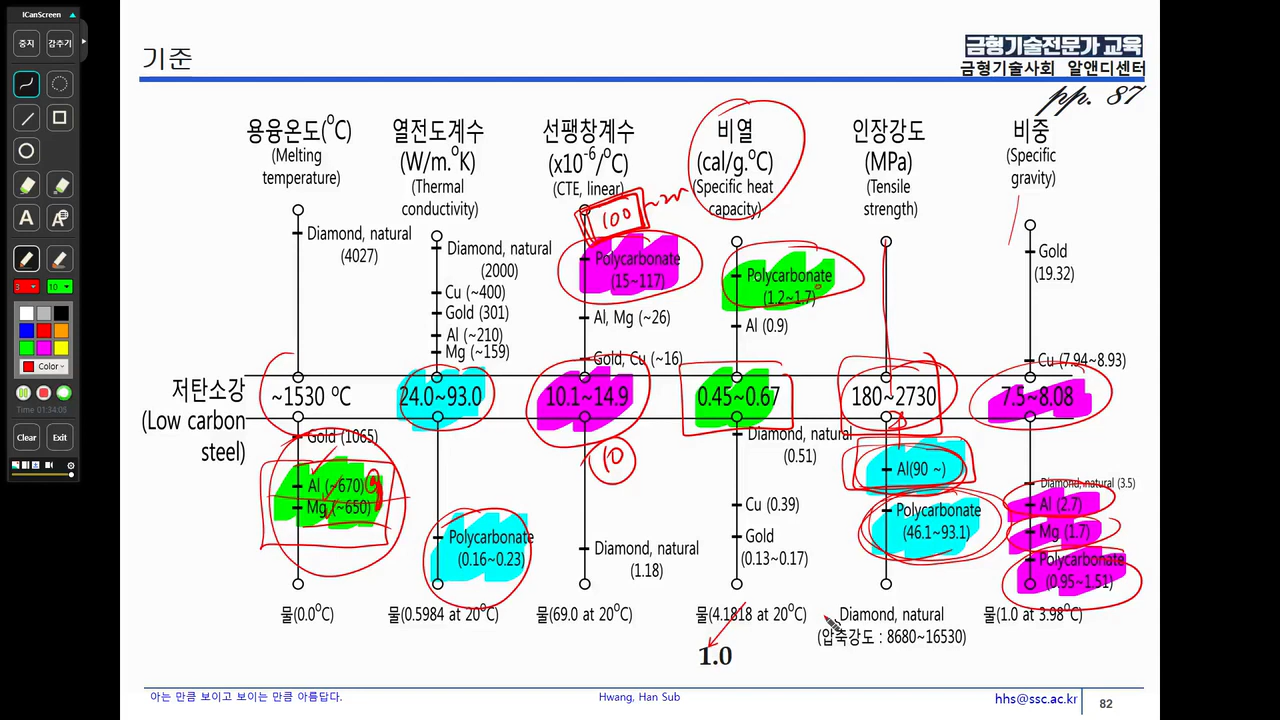 ICanScreen
중지
감추기
기준
금형기술전문가 교육
금형기술사회 알앤디센터
pp. 87
용융온도(℃)
(Melting
temperature)
열전도계수
(W/m.°K)
(Thermal
conductivity)
선팽창계수
(x10⁻⁶/℃)
(CTE, linear)
비열
(cal/g.℃)
(Specific heat
capacity)
인장강도
(MPa)
(Tensile
strength)
비중
(Specific
gravity)
100
Diamond, natural
(4027)
Diamond, natural
(2000)
Cu (~400)
Gold (301)
Al (~210)
Mg (~159)
Polycarbonate
(15~117)
Al, Mg (~26)
Gold, Cu (~16)
Polycarbonate
(1.2~1.7)
Al (0.9)
Gold
(19.32)
Cu (7.94~8.93)
저탄소강
(Low carbon
steel)
~1530 ℃
24.0~93.0
10.1~14.9
0.45~0.67
180~2730
7.5~8.08
Gold (1065)
Al (~670)
Mg (~650)
Polycarbonate
(0.16~0.23)
10
Diamond, natural
(1.18)
Diamond, natural
(0.51)
Cu (0.39)
Gold
(0.13~0.17)
Al(90 ~)
Polycarbonate
(46.1~93.1)
Diamond, natural (3.5)
Al (2.7)
Mg (1.7)
Polycarbonate
(0.95~1.51)
물(0.0℃)
물(0.5984 at 20℃)
물(69.0 at 20℃)
물(4.1818 at 20℃)
Diamond, natural
(압축강도 : 8680~16530)
물(1.0 at 3.98℃)
1.0
아는 만큼 보이고 보이는 만큼 아름답다.
Hwang, Han Sub
hhs@ssc.ac.kr
82
A
A
3
10
Color
Time 01:34:08
Clear
Exit